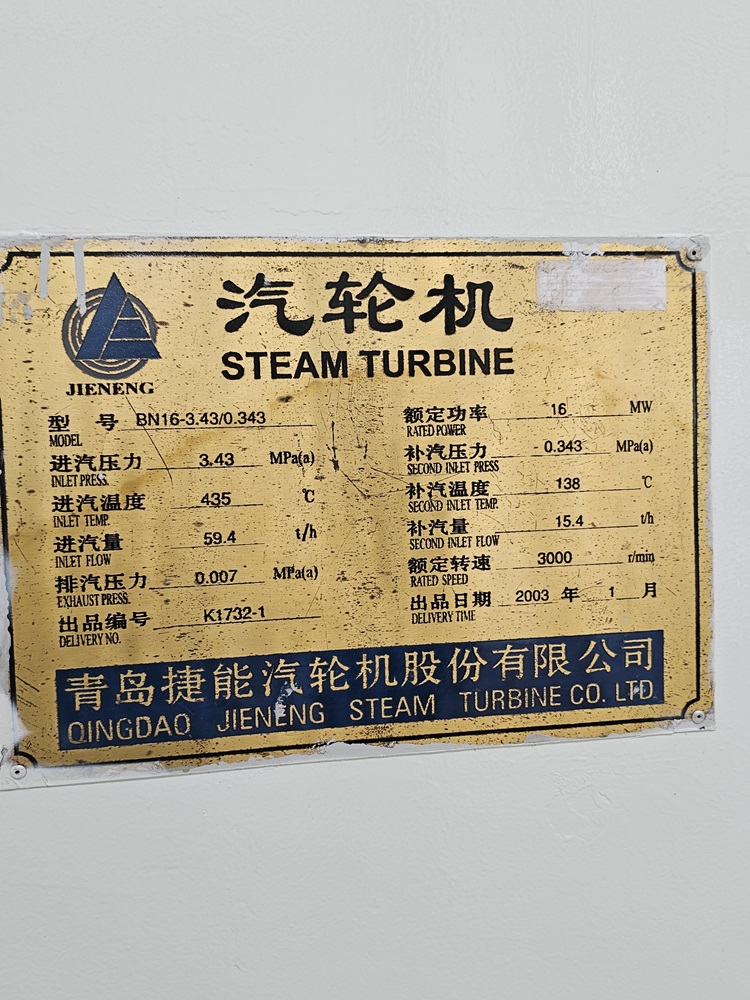 汽轮机
STEAM TURBINE
JIENENG
型 号 BN16-3.43/0.343
MODEL
进汽压力 3.43 MPa(a)
INLET PRESS.
进汽温度 435 ℃
INLET TEMP.
进汽量 59.4 t/h
INLET FLOW
排汽压力 0.007 MPa(a)
EXHAUST PRESS.
出品编号 K1732-1
DELIVERY NO.
额定功率 16 MW
RATED POWER
补汽压力 0.343 MPa(a)
SECOND INLET PRESS
补汽温度 138 ℃
SECOND INLET TEMP.
补汽量 15.4 t/h
SECOND INLET FLOW
额定转速 3000 r/min
RATED SPEED
出品日期 2003 年 1 月
DELIVERY TIME
青岛捷能汽轮机股份有限公司
QINGDAO JIENENG STEAM TURBINE CO. LTD.